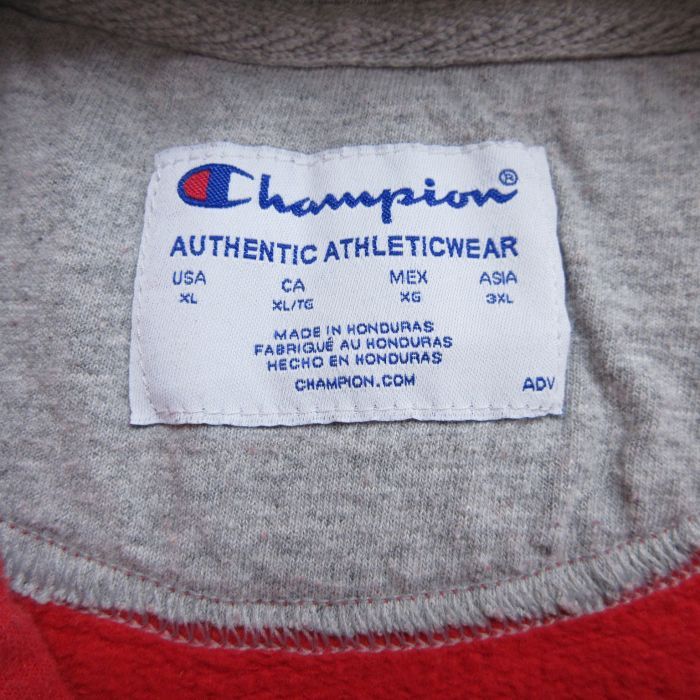 Champion®
AUTHENTIC ATHLETICWEAR
USA CA MEX ASIA
XL XL/TG XG 3XL
MADE IN HONDURAS
FABRIQUÉ AU HONDURAS
HECHO EN HONDURAS
CHAMPION.COM ADV